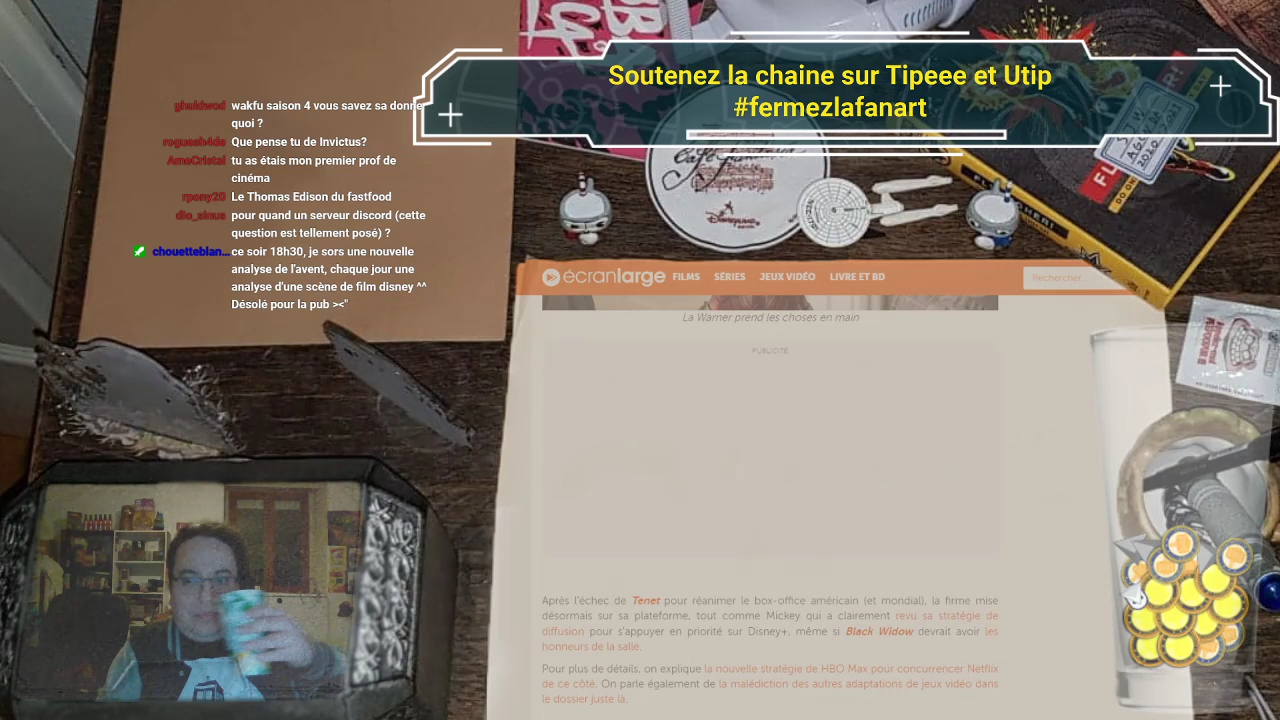 Soutenez la chaine sur Tipeee et Utip
#fermezlafanart
ghuldwod wakfu saison 4 vous savez sa donne
quoi ?
Que pense tu de Invictus?
AmeCristal tu as étais mon premier prof de
cinéma
rpony20 Le Thomas Edison du fastfood
dio_sinus pour quand un serveur discord (cette
question est tellement posé) ?
chouetteblan... ce soir 18h30, je sors une nouvelle
analyse de l'avent, chaque jour une
analyse d'une scène de film disney ^^
Désolé pour la pub ><"
écranlarge FILMS SÉRIES JEUX VIDÉO LIVRE ET BD Rechercher...
La Warner prend les choses en main
PUBLICITÉ
Après l'échec de Tenet pour réanimer le box-office américain (et mondial), la firme mise
désormais sur sa plateforme, tout comme Mickey qui a clairement revu sa stratégie de
diffusion pour s'appuyer en priorité sur Disney+, même si Black Widow devrait avoir les
honneurs de la salle.
Pour plus de détails, on explique la nouvelle stratégie de HBO Max pour concurrencer Netflix
de ce côté. On parle également de la malédiction des autres adaptations de jeux vidéo dans
le dossier juste là.